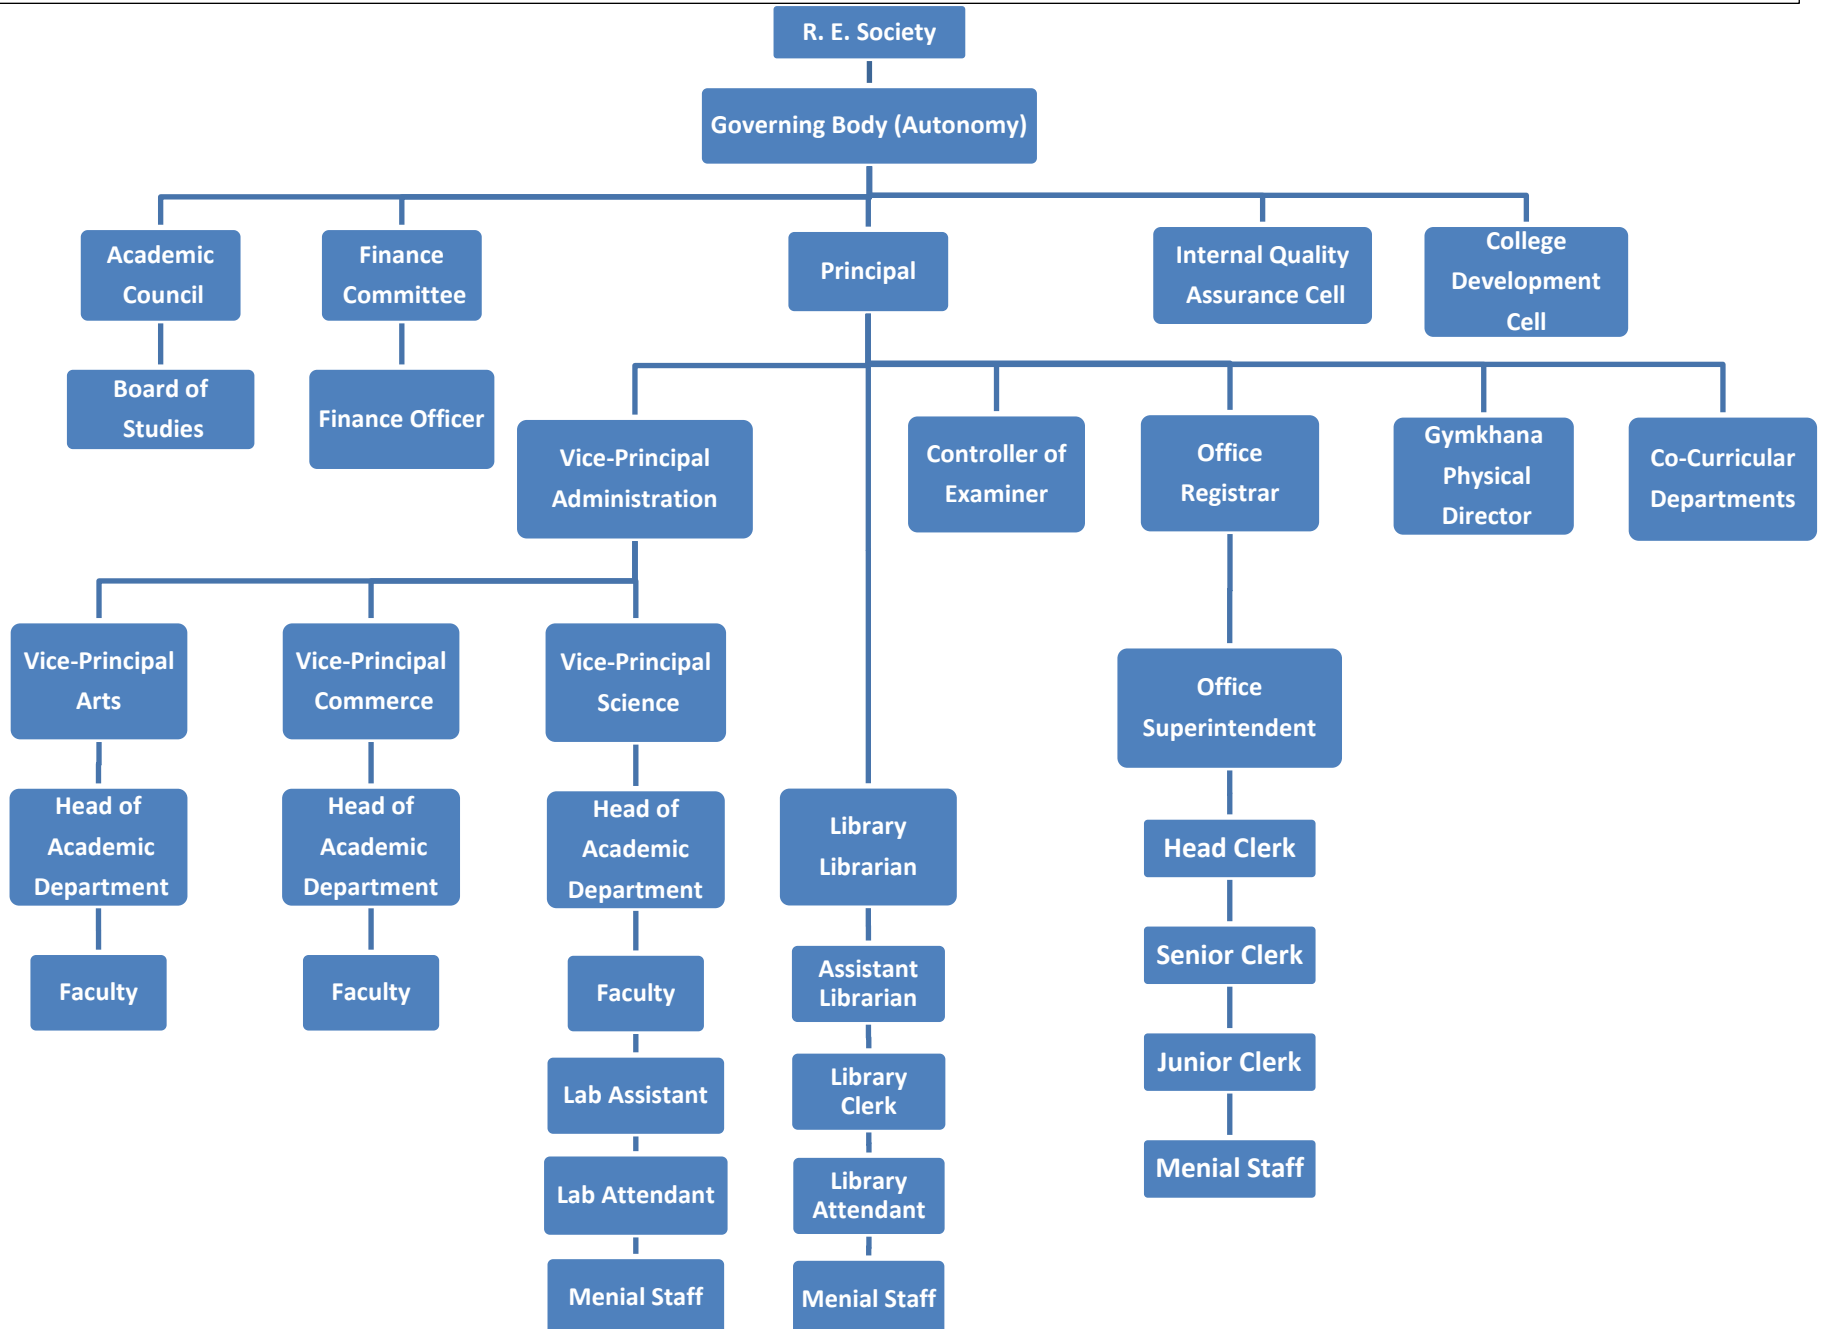 R. E. Society
Governing Body (Autonomy)
Academic
Council
Finance
Committee
Principal
Internal Quality
Assurance Cell
College
Development
Cell
Board of
Studies
Finance Officer
Vice-Principal
Administration
Controller of
Examiner
Office
Registrar
Gymkhana
Physical
Director
Co-Curricular
Departments
Vice-Principal
Arts
Vice-Principal
Commerce
Vice-Principal
Science
Office
Superintendent
Head of
Academic
Department
Head of
Academic
Department
Head of
Academic
Department
Library
Librarian
Head Clerk
Faculty
Faculty
Faculty
Assistant
Librarian
Senior Clerk
Lab Assistant
Library
Clerk
Junior Clerk
Lab Attendant
Library
Attendant
Menial Staff
Menial Staff
Menial Staff